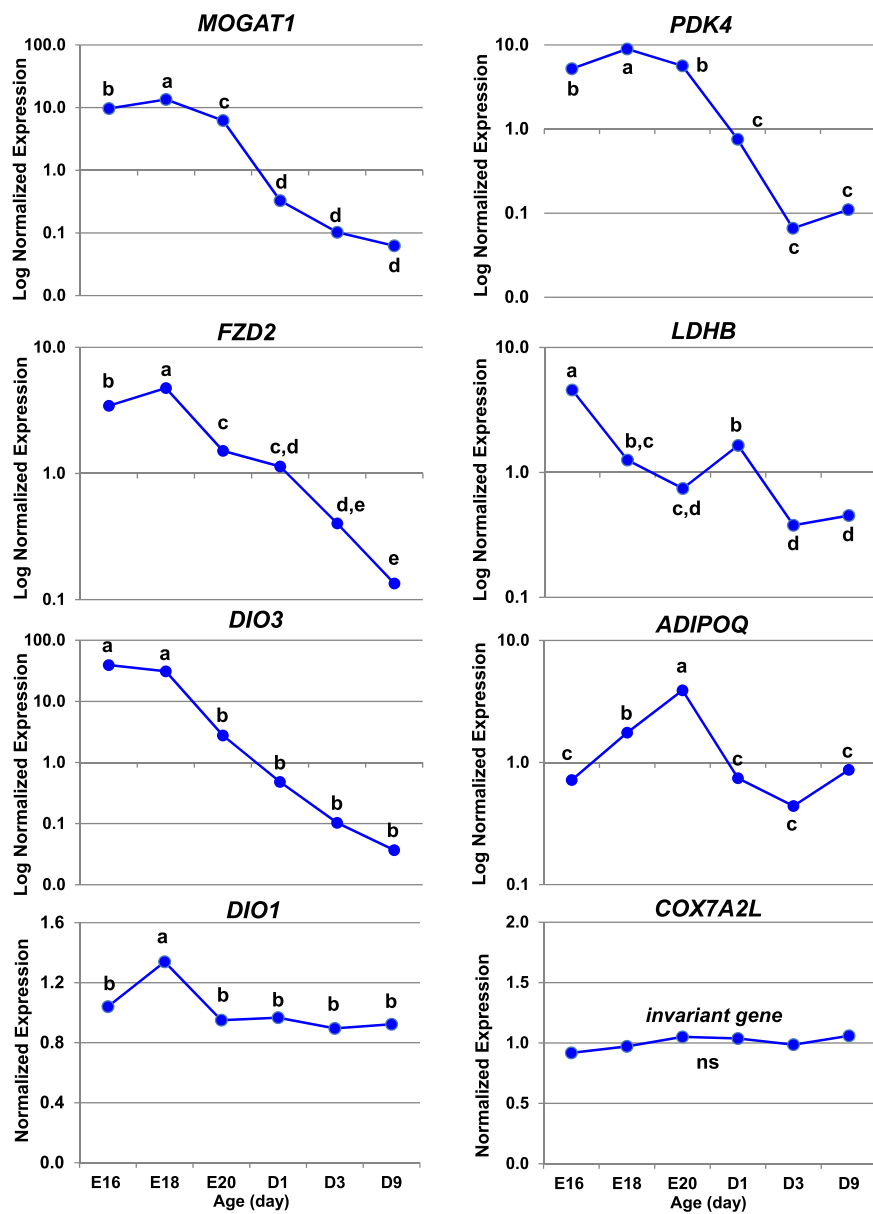 MOGAT1
Log Normalized Expression
100.0
10.0
1.0
0.1
0.0
b
a
c
d
d
d
PDK4
Log Normalized Expression
10.0
1.0
0.1
0.0
b
a
b
c
c
c
FZD2
Log Normalized Expression
10.0
1.0
0.1
b
a
c
c,d
d,e
e
LDHB
Log Normalized Expression
10.0
1.0
0.1
a
b,c
c,d
b
d
d
DIO3
Log Normalized Expression
100.0
10.0
1.0
0.1
0.0
a
a
b
b
b
b
ADIPOQ
Log Normalized Expression
10.0
1.0
0.1
c
b
a
c
c
c
DIO1
Normalized Expression
1.6
1.2
0.8
0.4
0.0
b
a
b
b
b
b
E16 E18 E20 D1 D3 D9
Age (day)
COX7A2L
Normalized Expression
2.0
1.5
1.0
0.5
0.0
invariant gene
ns
E16 E18 E20 D1 D3 D9
Age (day)